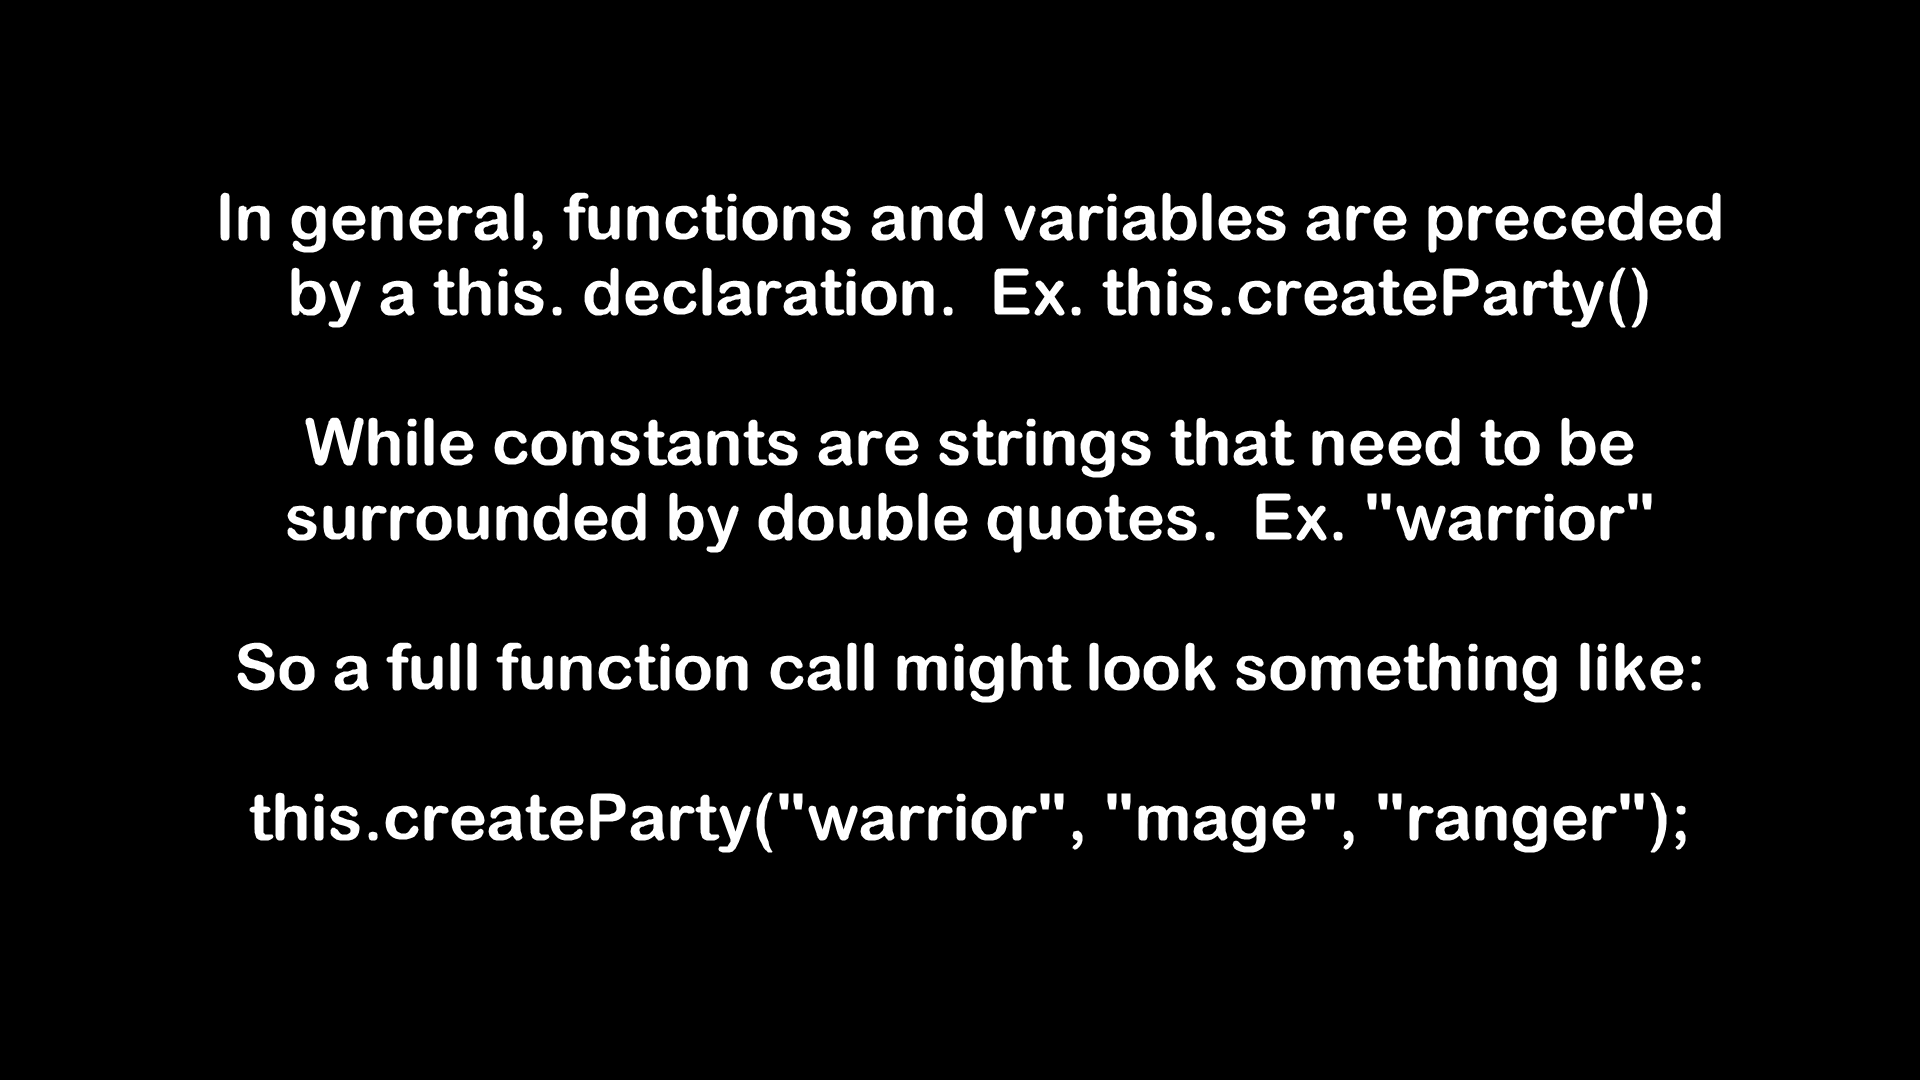 In general, functions and variables are preceded
by a this. declaration.  Ex. this.createParty()
While constants are strings that need to be
surrounded by double quotes.  Ex. "warrior"
So a full function call might look something like:
this.createParty("warrior", "mage", "ranger");